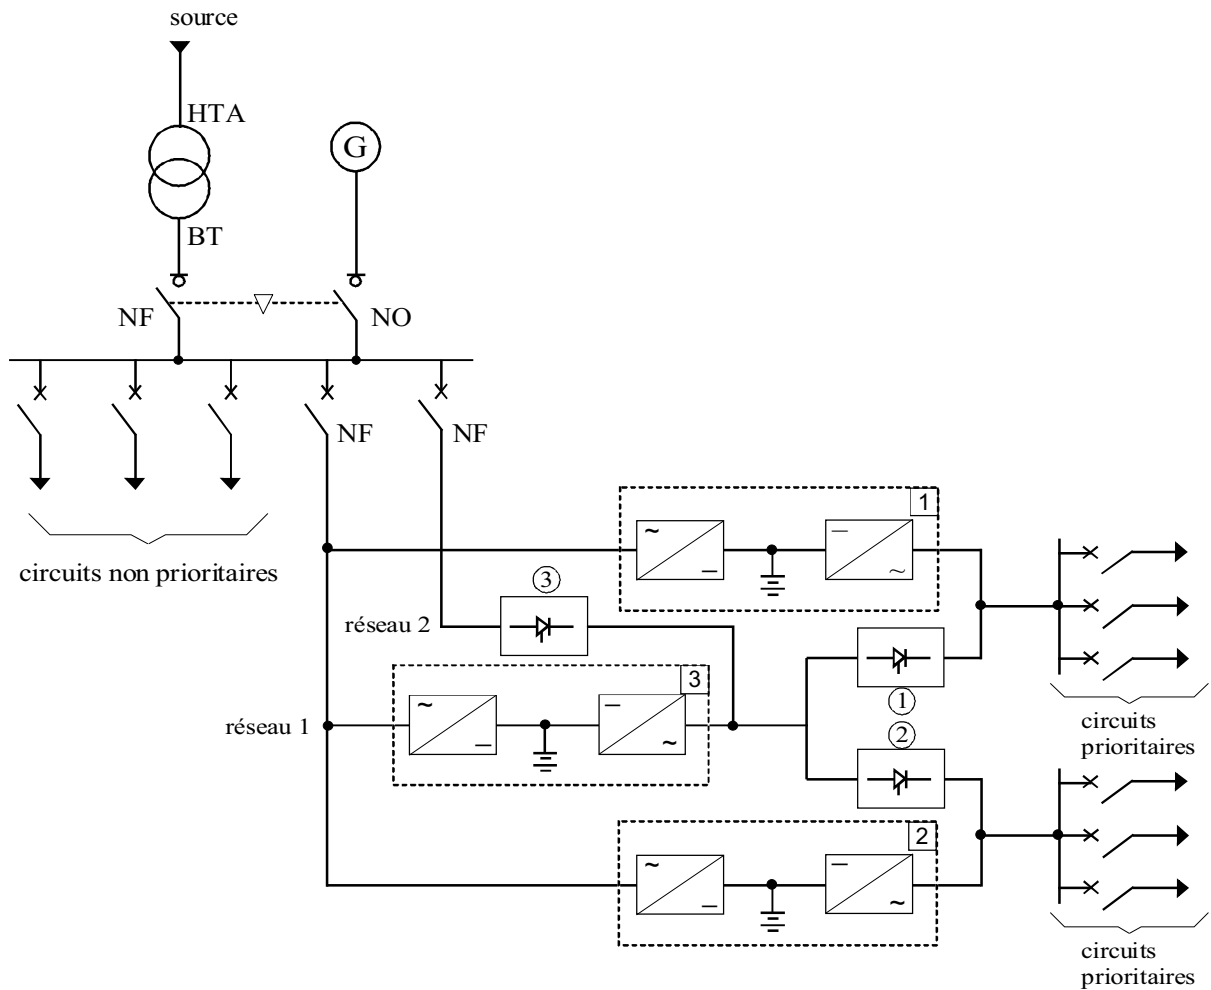 source
HTA
G
BT
NF
NO
NF
NF
1
circuits non prioritaires
3
réseau 2
3
1
réseau 1
circuits
prioritaires
2
2
circuits
prioritaires